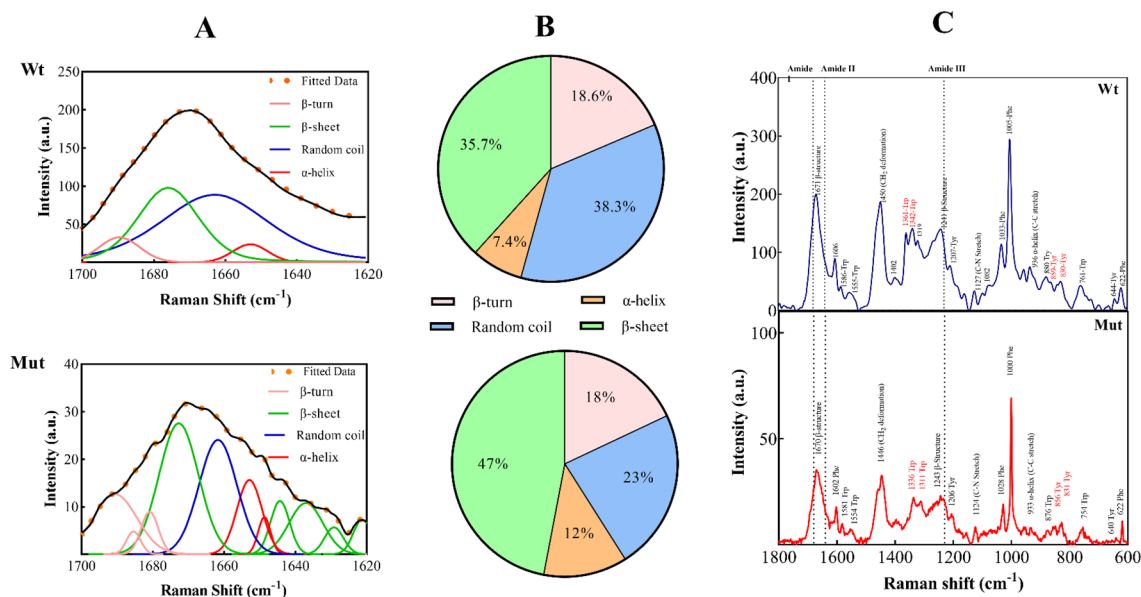 A
B
C
Wt
250
200
150
100
50
0
Intensity (a.u.)
Fitted Data
β-turn
β-sheet
Random coil
α-helix
1700
1680
1660
1640
1620
Raman Shift (cm-1)
Mut
40
30
20
10
0
Intensity (a.u.)
Fitted Data
β-turn
β-sheet
Random coil
α-helix
1700
1680
1660
1640
1620
Raman Shift (cm-1)
18.6%
35.7%
38.3%
7.4%
β-turn
α-helix
Random coil
β-sheet
18%
47%
23%
12%
Amide
Amide II
Amide III
400
300
200
100
0
Intensity (a.u.)
Wt
1671 β-structure
1606
1586-Trp
1555-Trp
1450 (CH2 deformation)
1402
1361-Trp
1342-Trp
1319
1241 β-Structure
1207-Tyr
1127 (C-N Stretch)
1082
1033-Phe
1005-Phe
936 α-helix (C-C stretch)
880 Try
859-Tyr
830-Tyr
761-Trp
644-Tyr
622-Phe
Mut
100
50
0
Intensity (a.u.)
1670 β-structure
1602 Phe
1581 Trp
1554 Trp
1446 (CH2 deformation)
1336 Trp
1311 Trp
1243 β-Structure
1206 Tyr
1124 (C-N Stretch)
1028 Phe
1000 Phe
933 α-helix (C-C stretch)
876 Trp
856 Tyr
831 Tyr
754 Trp
640 Tyr
622 Phe
1800
1600
1400
1200
1000
800
600
Raman shift (cm-1)